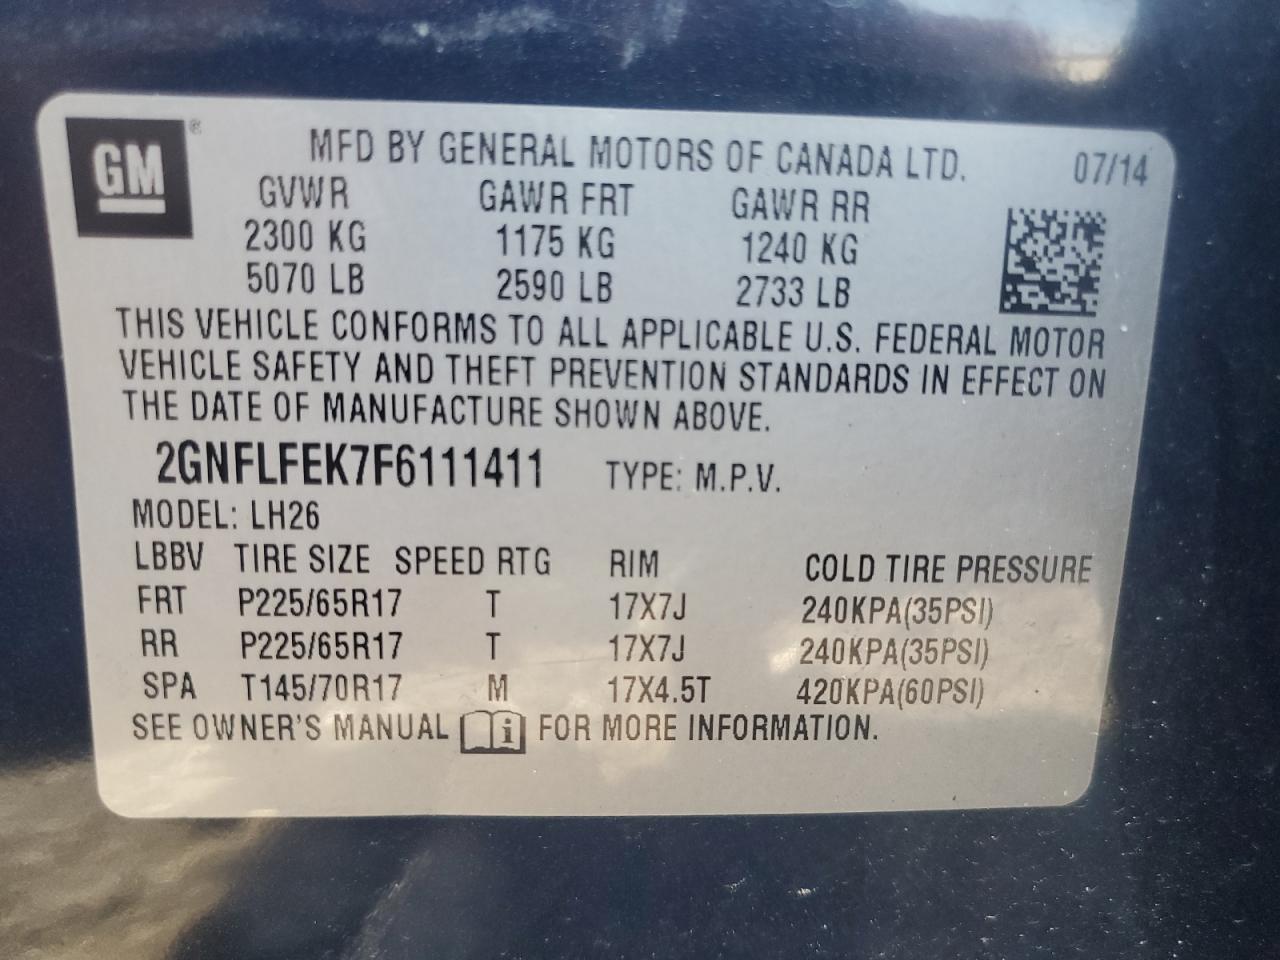 GM ®
MFD BY GENERAL MOTORS OF CANADA LTD. 07/14
GVWR GAWR FRT GAWR RR
2300 KG 1175 KG 1240 KG
5070 LB 2590 LB 2733 LB
THIS VEHICLE CONFORMS TO ALL APPLICABLE U.S. FEDERAL MOTOR
VEHICLE SAFETY AND THEFT PREVENTION STANDARDS IN EFFECT ON
THE DATE OF MANUFACTURE SHOWN ABOVE.
2GNFLFEK7F6111411 TYPE: M.P.V.
MODEL: LH26
LBBV TIRE SIZE SPEED RTG RIM COLD TIRE PRESSURE
FRT P225/65R17 T 17X7J 240KPA(35PSI)
RR P225/65R17 T 17X7J 240KPA(35PSI)
SPA T145/70R17 M 17X4.5T 420KPA(60PSI)
SEE OWNER'S MANUAL i FOR MORE INFORMATION.